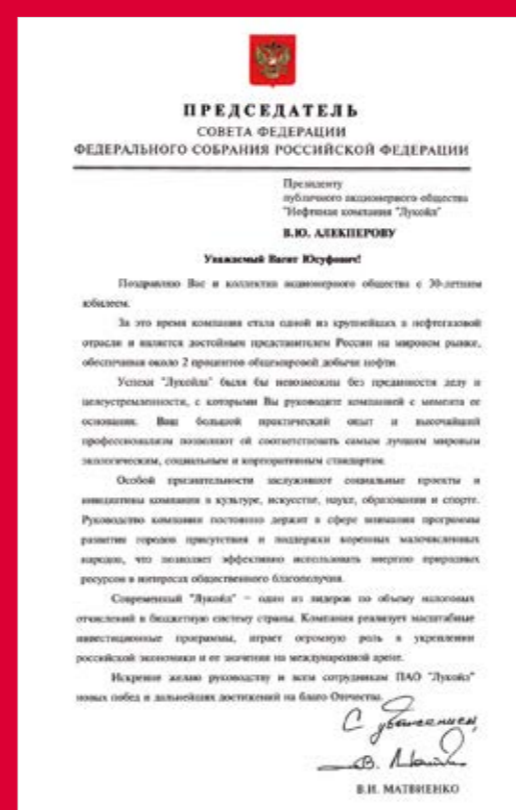 ПРЕДСЕДАТЕЛЬ
СОВЕТА ФЕДЕРАЦИИ
ФЕДЕРАЛЬНОГО СОБРАНИЯ РОССИЙСКОЙ ФЕДЕРАЦИИ
Президенту
публичного акционерного общества
"Нефтяная компания "Лукойл"
В.Ю. АЛЕКПЕРОВУ
Уважаемый Вагит Юсуфович!
Поздравляю Вас и коллектив акционерного общества с 30-летним
юбилеем.
За это время компания стала одной из крупнейших в нефтегазовой
отрасли и является достойным представителем России на мировом рынке,
обеспечивая около 2 процентов общемировой добычи нефти.
Успехи "Лукойла" были бы невозможны без преданности делу и
целеустремленности, с которыми Вы руководите компанией с момента ее
основания. Ваш большой практический опыт и высочайший
профессионализм позволяют ей соответствовать самым лучшим мировым
экологическим, социальным и корпоративным стандартам.
Особой признательности заслуживают социальные проекты и
инициативы компании в культуре, искусстве, науке, образовании и спорте.
Руководство компании постоянно держит в сфере внимания программы
развития городов присутствия и поддержки коренных малочисленных
народов, что позволяет эффективно использовать энергию природных
ресурсов в интересах общественного благополучия.
Современный "Лукойл" – один из лидеров по объему налоговых
отчислений в бюджетную систему страны. Компания реализует масштабные
инвестиционные программы, играет огромную роль в укреплении
российской экономики и ее значения на международной арене.
Искренне желаю руководству и всем сотрудникам ПАО "Лукойл"
новых побед и дальнейших достижений на благо Отечества.
С уважением,
В.И. МАТВИЕНКО